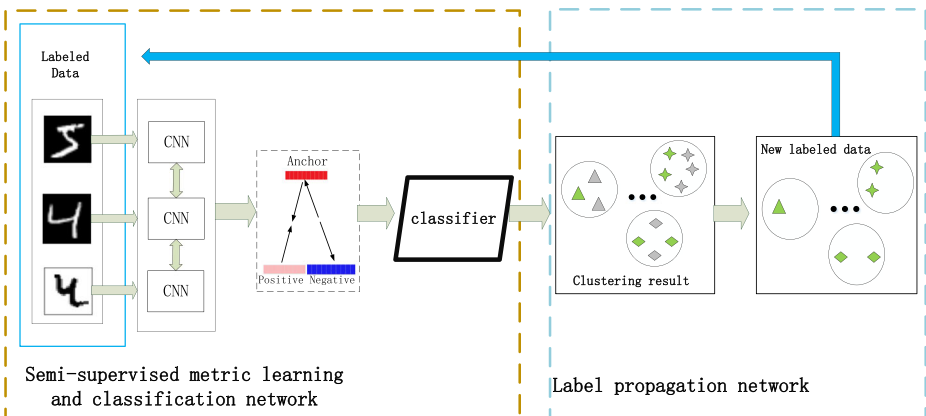 Labeled
Data
CNN
CNN
CNN
Anchor
Positive Negative
classifier
Clustering result
New labeled data
Semi-supervised metric learning
and classification network
Label propagation network